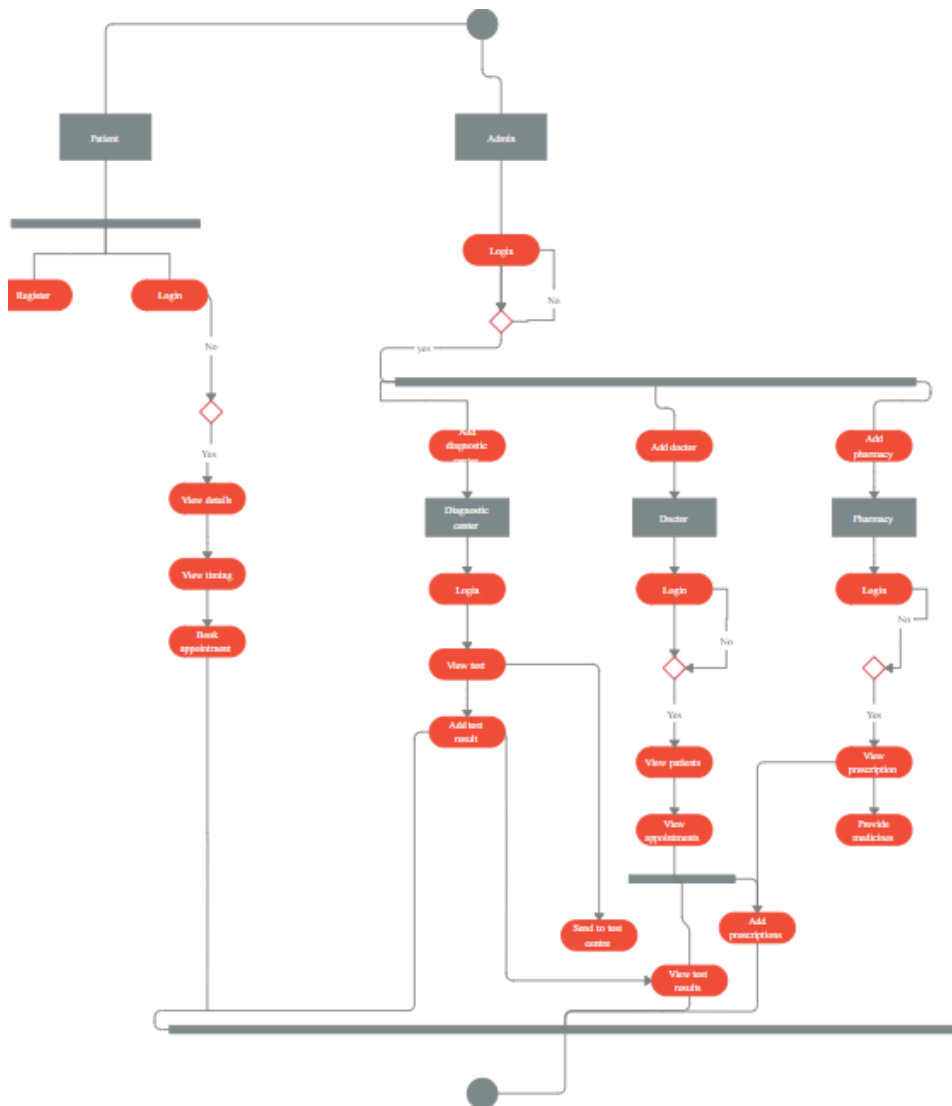 Patient
Admin
Login
Register
Login
No
No
yes
Yes
Add
diagnostic
center
Add doctor
Add
pharmacy
View details
Diagnostic
center
Doctor
Pharmacy
View timing
Login
Login
Login
No
No
Book
appointment
View test
Yes
Yes
Add test
result
View patients
View
prescription
View
appointments
Provide
medicines
Send to test
centre
Add
prescriptions
View test
results